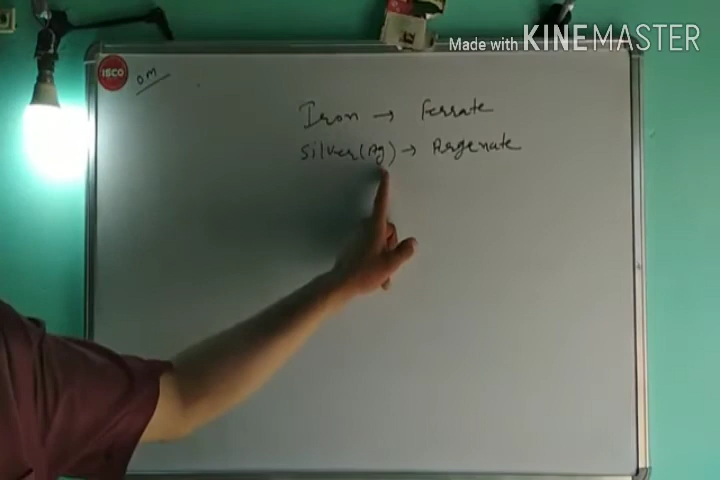 Made with KINEMASTER
ISCO
OM
Iron → Ferrate
Silver(Ag) → Argenate